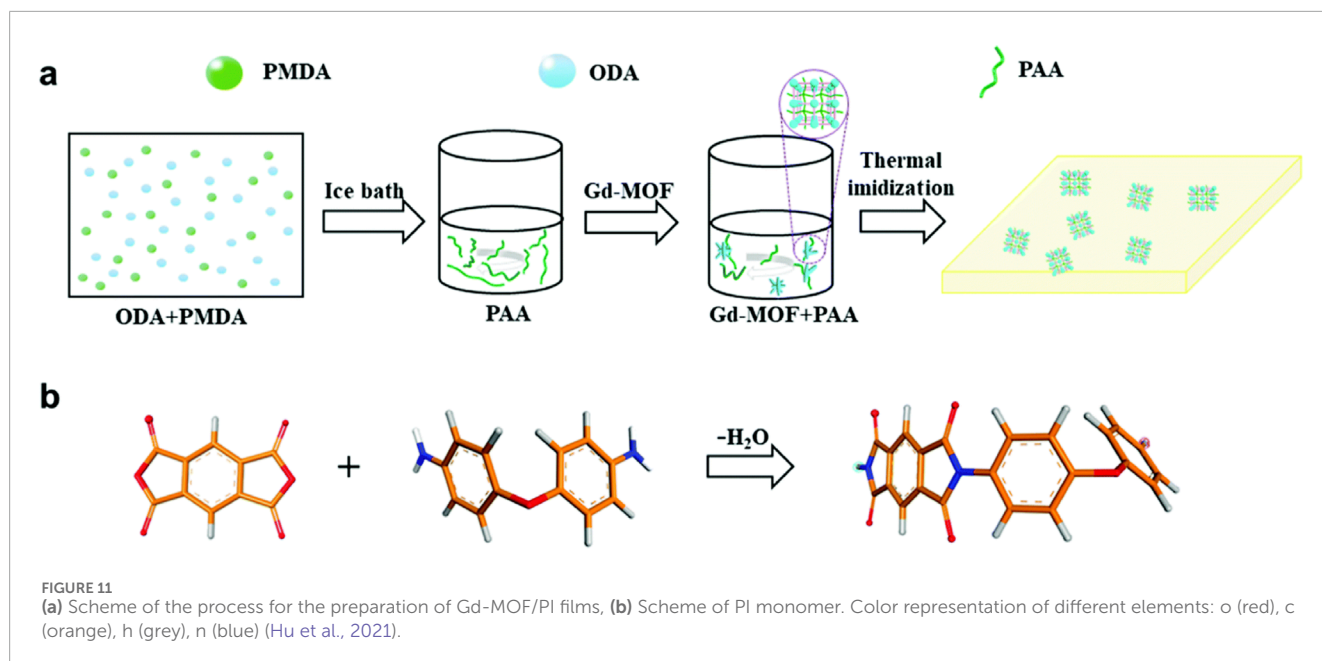 a
PMDA
ODA
PAA
Ice bath
Gd-MOF
Thermal
imidization
ODA+PMDA
PAA
Gd-MOF+PAA
b
+
-H₂O
FIGURE 11
(a) Scheme of the process for the preparation of Gd-MOF/PI films, (b) Scheme of PI monomer. Color representation of different elements: o (red), c
(orange), h (grey), n (blue) (Hu et al., 2021).